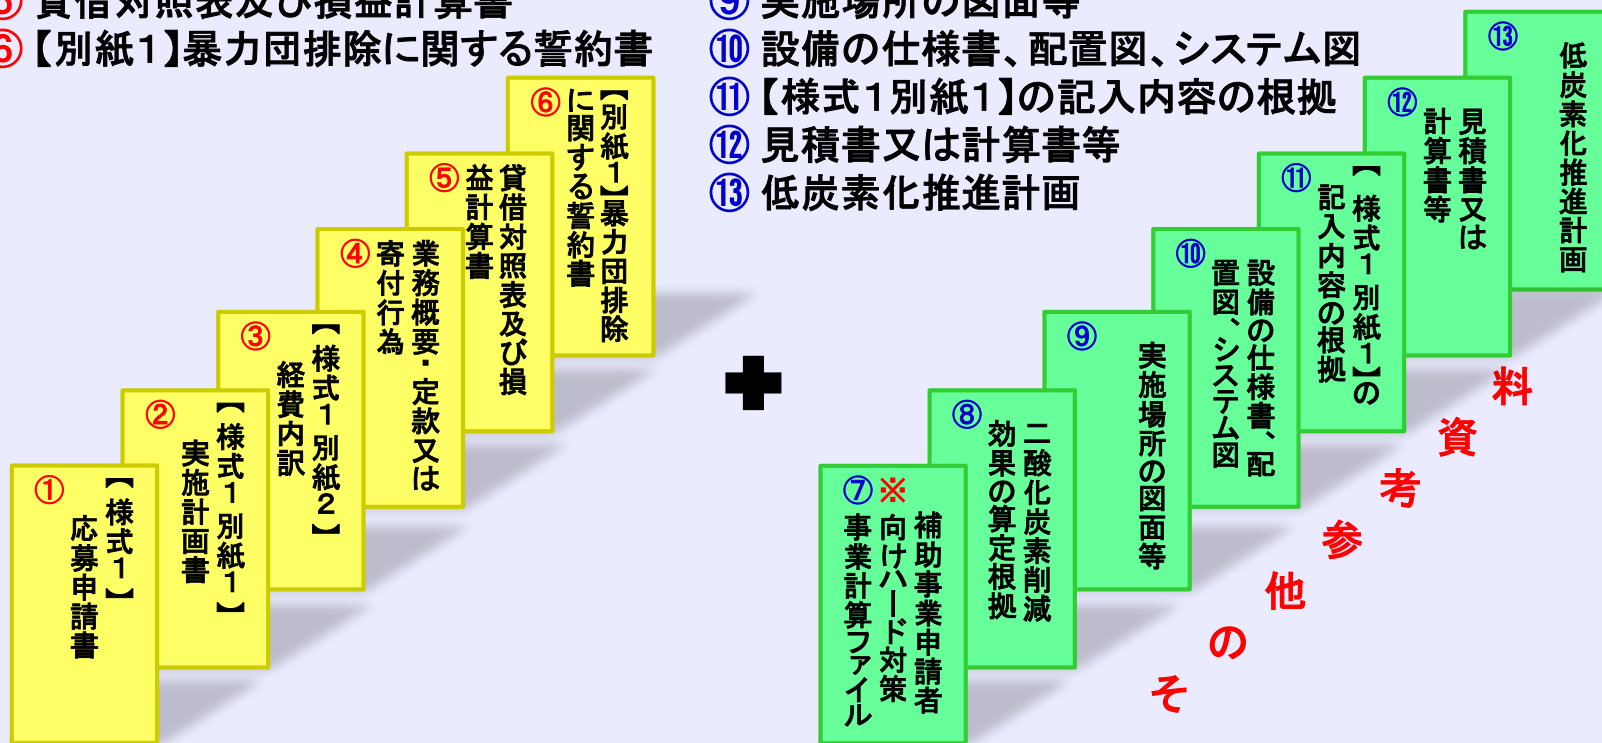 ⑤ 貸借対照表及び損益計算書
⑥【別紙１】暴力団排除に関する誓約書
⑨ 実施場所の図面等
⑩ 設備の仕様書、配置図、システム図
⑪【様式１別紙１】の記入内容の根拠
⑫ 見積書又は計算書等
⑬ 低炭素化推進計画
①
【様式１】
応募申請書
②
【様式１ 別紙１】
実施計画書
③
【様式１ 別紙２】
経費内訳
④
業務概要・定款又は
寄付行為
⑤
貸借対照表及び損
益計算書
⑥
【別紙１】暴力団排除
に関する誓約書
⑦※
補助事業申請者
向けハード対策
事業計算ファイル
⑧
二酸化炭素削減
効果の算定根拠
⑨
実施場所の図面等
⑩
設備の仕様書、配
置図、システム図
⑪
【様式１ 別紙１】の
記入内容の根拠
⑫
見積書又は
計算書等
⑬
低炭素化推進計画
その他参考資料